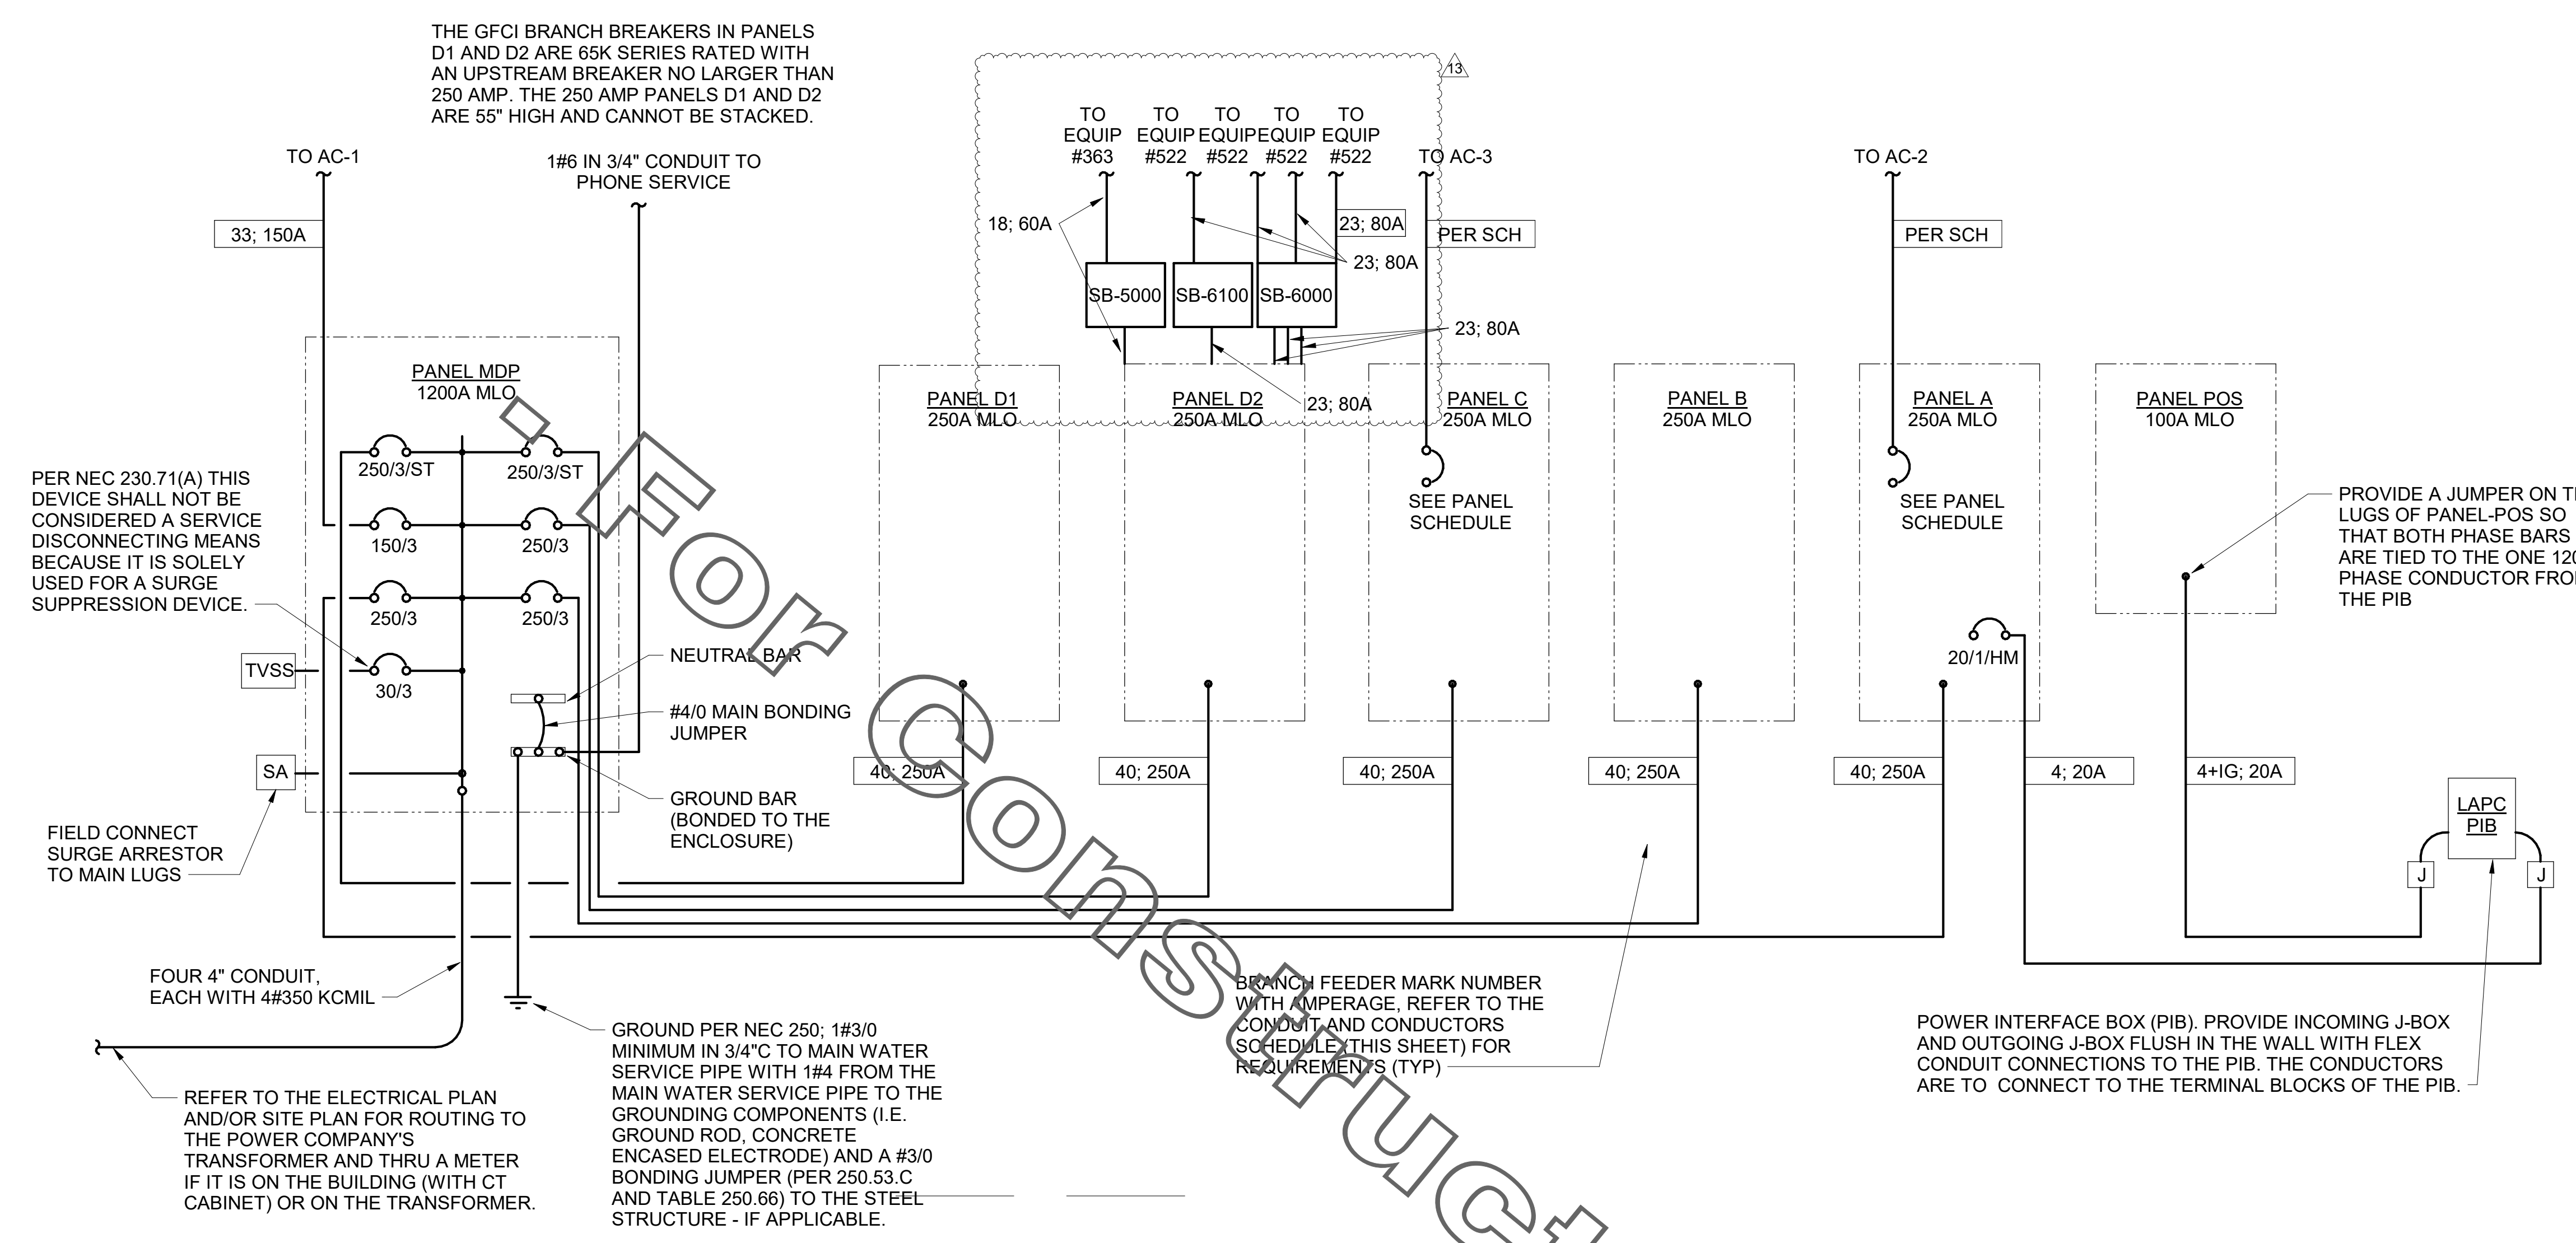 THE GFCI BRANCH BREAKERS IN PANELS
D1 AND D2 ARE 65K SERIES RATED WITH
AN UPSTREAM BREAKER NO LARGER THAN
250 AMP. THE 250 AMP PANELS D1 AND D2
ARE 55" HIGH AND CANNOT BE STACKED.
13
TO AC-1
1#6 IN 3/4" CONDUIT TO
PHONE SERVICE
TO
EQUIP
#363
TO
EQUIP
#522
TO
EQUIP
#522
TO
EQUIP
#522
TO
EQUIP
#522
TO AC-3
TO AC-2
33; 150A
18; 60A
23; 80A
PER SCH
PER SCH
23; 80A
SB-5000
SB-6100
SB-6000
23; 80A
23; 80A
PANEL MDP
1200A MLO
PANEL D1
250A MLO
PANEL D2
250A MLO
PANEL C
250A MLO
PANEL B
250A MLO
PANEL A
250A MLO
PANEL POS
100A MLO
250/3/ST
250/3/ST
150/3
250/3
250/3
250/3
30/3
PER NEC 230.71(A) THIS
DEVICE SHALL NOT BE
CONSIDERED A SERVICE
DISCONNECTING MEANS
BECAUSE IT IS SOLELY
USED FOR A SURGE
SUPPRESSION DEVICE.
TVSS
SA
FIELD CONNECT
SURGE ARRESTOR
TO MAIN LUGS
NEUTRAL BAR
#4/0 MAIN BONDING
JUMPER
GROUND BAR
(BONDED TO THE
ENCLOSURE)
SEE PANEL
SCHEDULE
SEE PANEL
SCHEDULE
20/1/HM
PROVIDE A JUMPER ON
LUGS OF PANEL-POS SO
THAT BOTH PHASE BARS
ARE TIED TO THE ONE
PHASE CONDUCTOR
THE PIB
40; 250A
40; 250A
40; 250A
40; 250A
40; 250A
4; 20A
4+IG; 20A
LAPC
PIB
J
J
FOUR 4" CONDUIT,
EACH WITH 4#350 KCMIL
REFER TO THE ELECTRICAL PLAN
AND/OR SITE PLAN FOR ROUTING TO
THE POWER COMPANY'S
TRANSFORMER AND THRU A METER
IF IT IS ON THE BUILDING (WITH CT
CABINET) OR ON THE TRANSFORMER.
GROUND PER NEC 250; 1#3/0
MINIMUM IN 3/4"C TO MAIN WATER
SERVICE PIPE WITH 1#4 FROM THE
MAIN WATER SERVICE PIPE TO THE
GROUNDING COMPONENTS (I.E.
GROUND ROD, CONCRETE
ENCASED ELECTRODE) AND A #3/0
BONDING JUMPER (PER 250.53.C
AND TABLE 250.66) TO THE STEEL
STRUCTURE - IF APPLICABLE.
BRANCH FEEDER MARK NUMBER
WITH AMPERAGE, REFER TO THE
CONDUIT AND CONDUCTORS
SCHEDULE (THIS SHEET) FOR
REQUIREMENTS (TYP)
POWER INTERFACE BOX (PIB). PROVIDE INCOMING J-BOX
AND OUTGOING J-BOX FLUSH IN THE WALL WITH FLEX
CONDUIT CONNECTIONS TO THE PIB. THE CONDUCTORS
ARE TO CONNECT TO THE TERMINAL BLOCKS OF THE PIB.
- For Construct